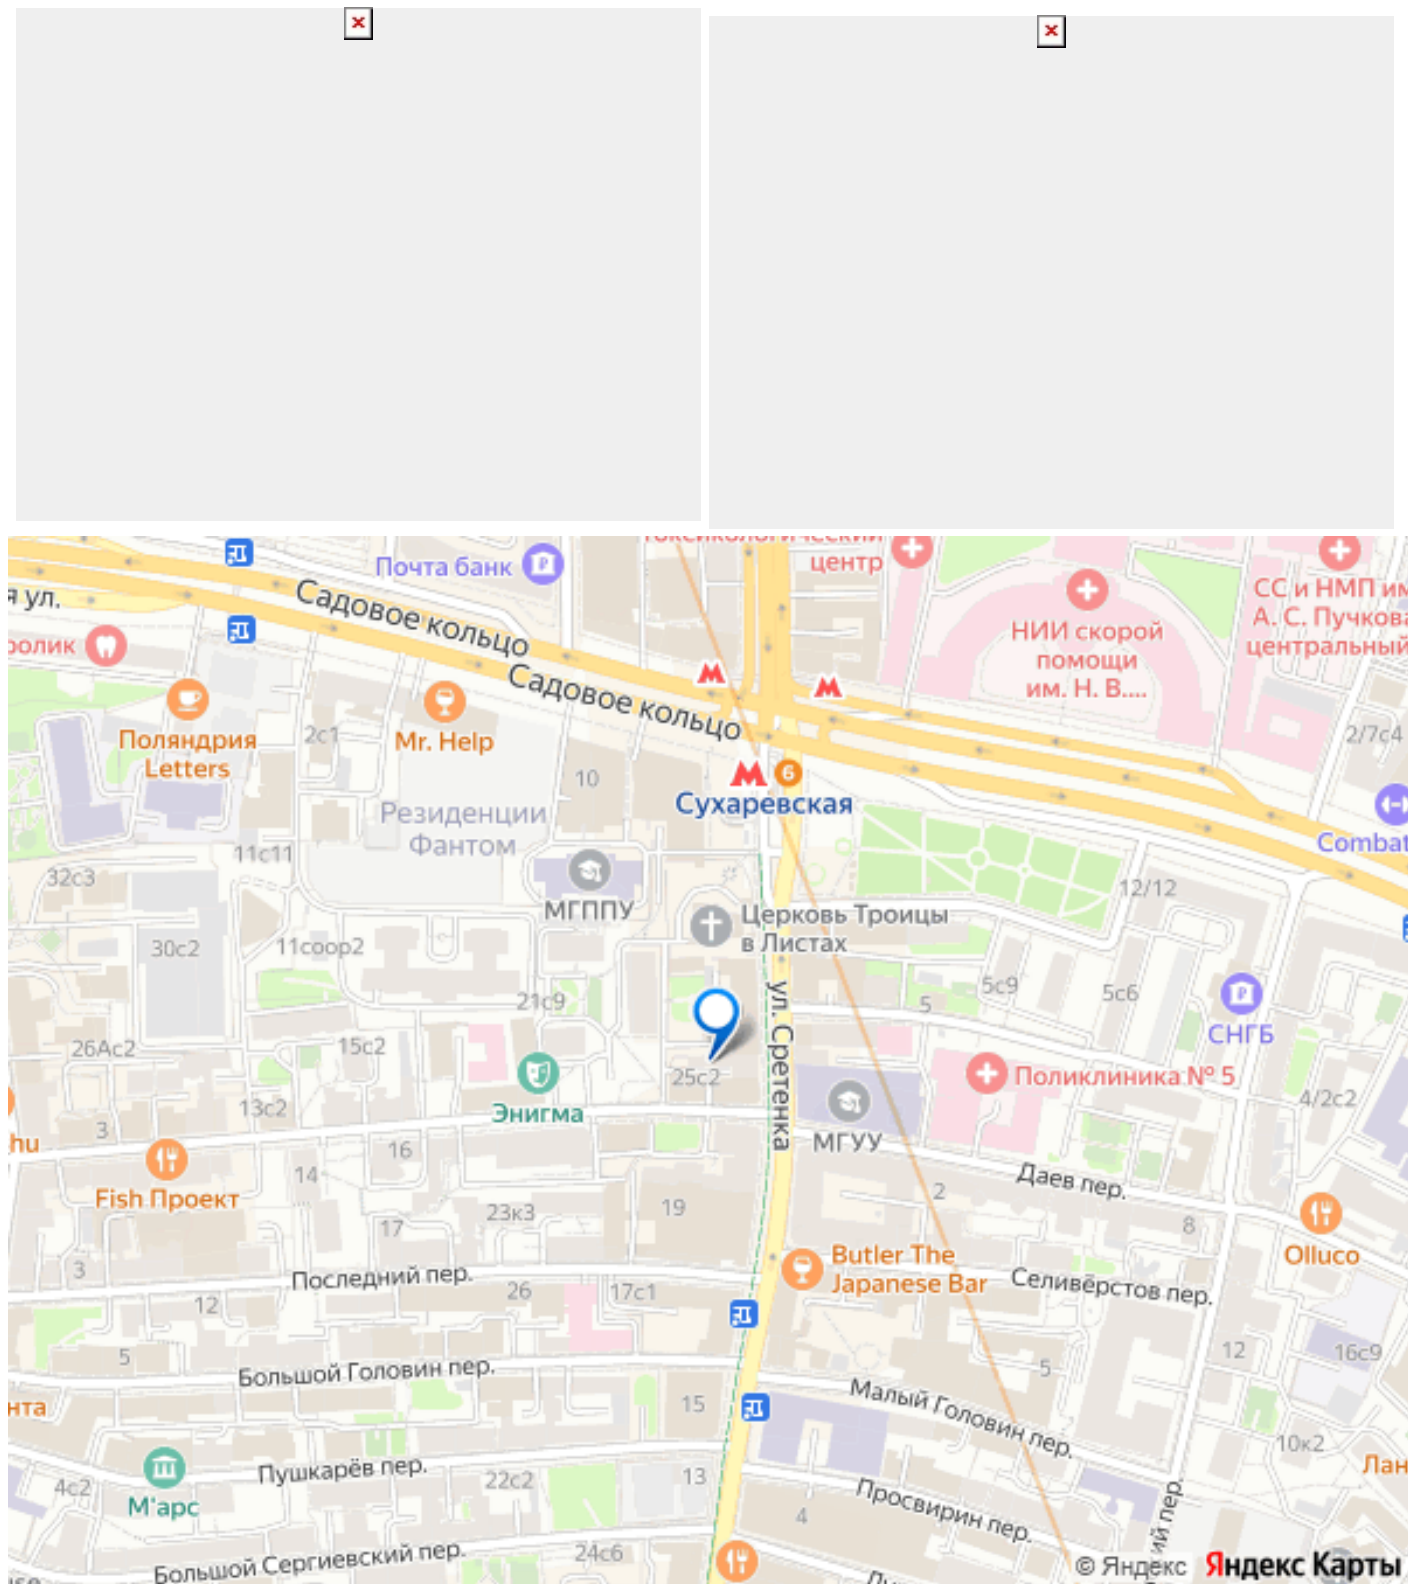 токсикологический
центр
Почта банк
СС и НМП им
А. С. Пучкова
центральный
я ул.
Садовое кольцо
Садовое кольцо
НИИ скорой
помощи
им. Н. В....
ролик
Поляндрия
Letters
2с1
Mr. Help
10
2/7с4
6
Сухаревская
Резиденции
Фантом
Combat
11с11
32с3
МГППУ
12/12
Церковь Троицы
в Листах
30с2
11соор2
21с9
5
5с9
5с6
СНГБ
ул. Сретенка
26Ас2
15с2
25с2
Поликлиника № 5
Энигма
13с2
3
4/2с2
hu
16
МГУУ
Fish Проект
14
Даев пер.
2
17
23к3
19
8
Olluco
3
Последний пер.
26
17с1
Butler The
Japanese Bar
Селивёрстов пер.
12
5
Большой Головин пер.
12
16с9
5
нта
15
Малый Головин пер.
10к2
Лан
4с2
Пушкарёв пер.
22с2
13
М'арс
Просвирин пер.
4
ий пер.
Большой Сергиевский пер.
24с6
© Яндекс Яндекс Карты